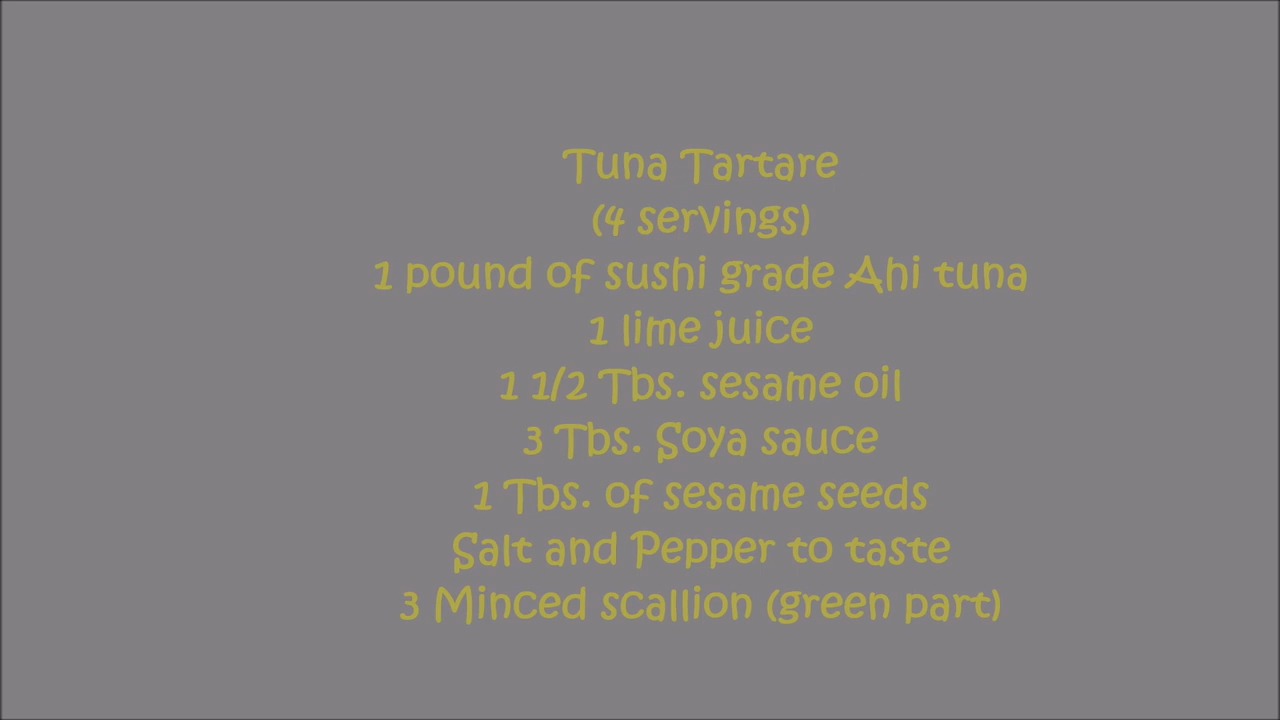 Tuna Tartare
(4 servings)
1 pound of sushi grade Ahi tuna
1 lime juice
1 1/2 Tbs. sesame oil
3 Tbs. Soya sauce
1 Tbs. of sesame seeds
Salt and Pepper to taste
3 Minced scallion (green part)